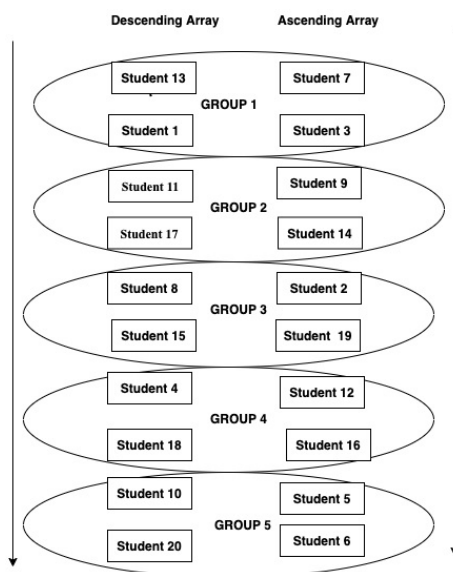 Descending Array Ascending Array
Student 13 Student 7
GROUP 1
Student 1 Student 3
Student 11 Student 9
GROUP 2
Student 17 Student 14
Student 8 Student 2
GROUP 3
Student 15 Student 19
Student 4 Student 12
GROUP 4
Student 18 Student 16
Student 10 Student 5
GROUP 5
Student 20 Student 6